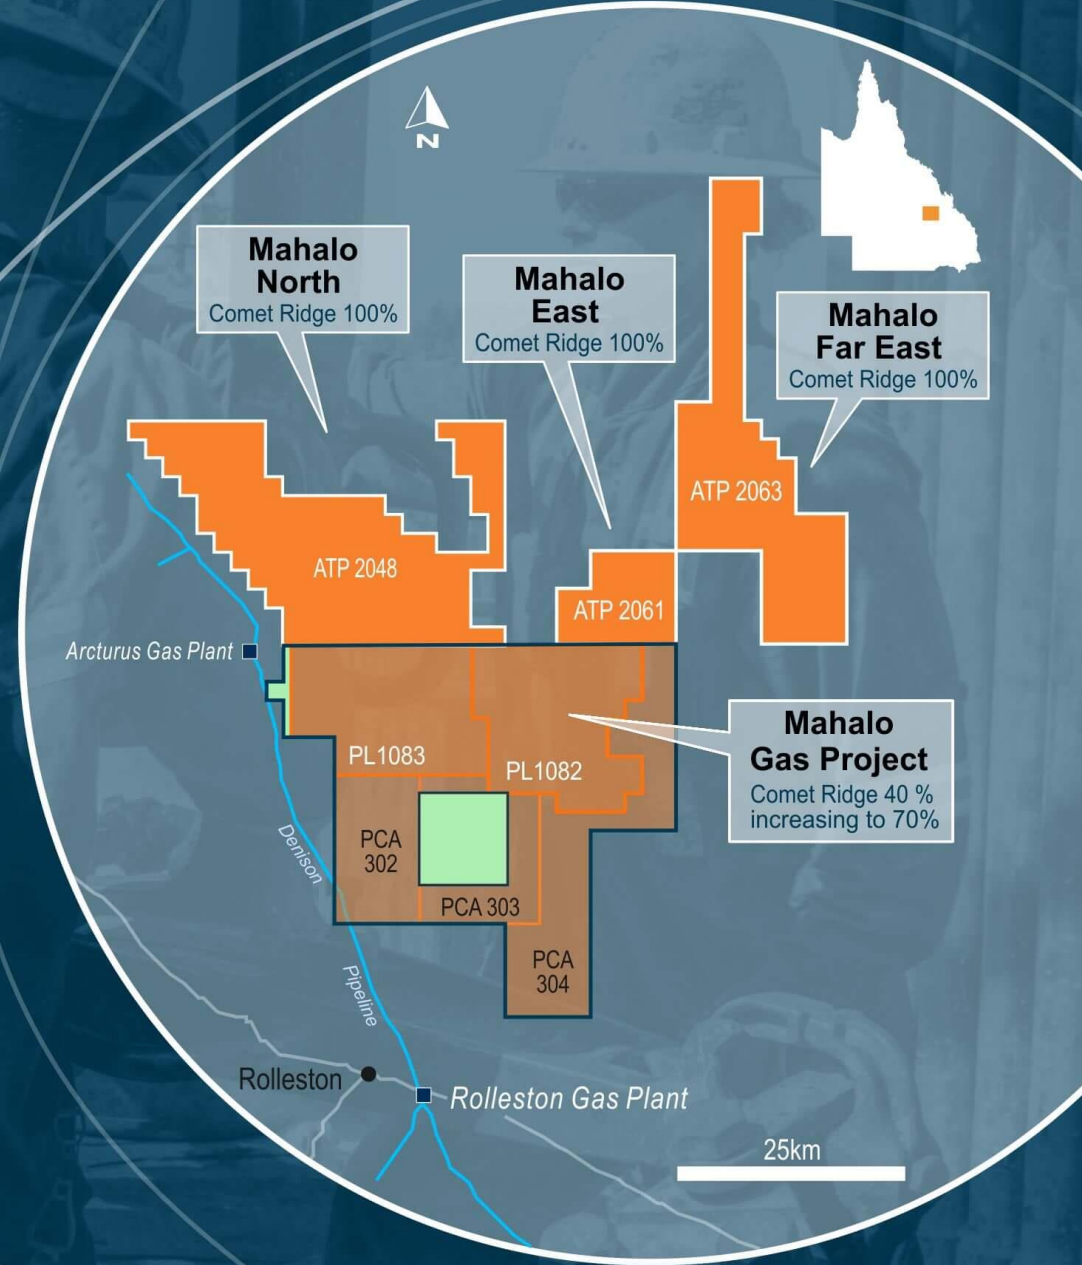 N
Mahalo
North
Comet Ridge 100%
Mahalo
East
Comet Ridge 100%
Mahalo
Far East
Comet Ridge 100%
ATP 2063
ATP 2048
ATP 2061
Arcturus Gas Plant
Mahalo
Gas Project
Comet Ridge 40 %
increasing to 70%
PL1083
PL1082
Denison
Pipeline
PCA
302
PCA 303
PCA
304
Rolleston
Rolleston Gas Plant
25km